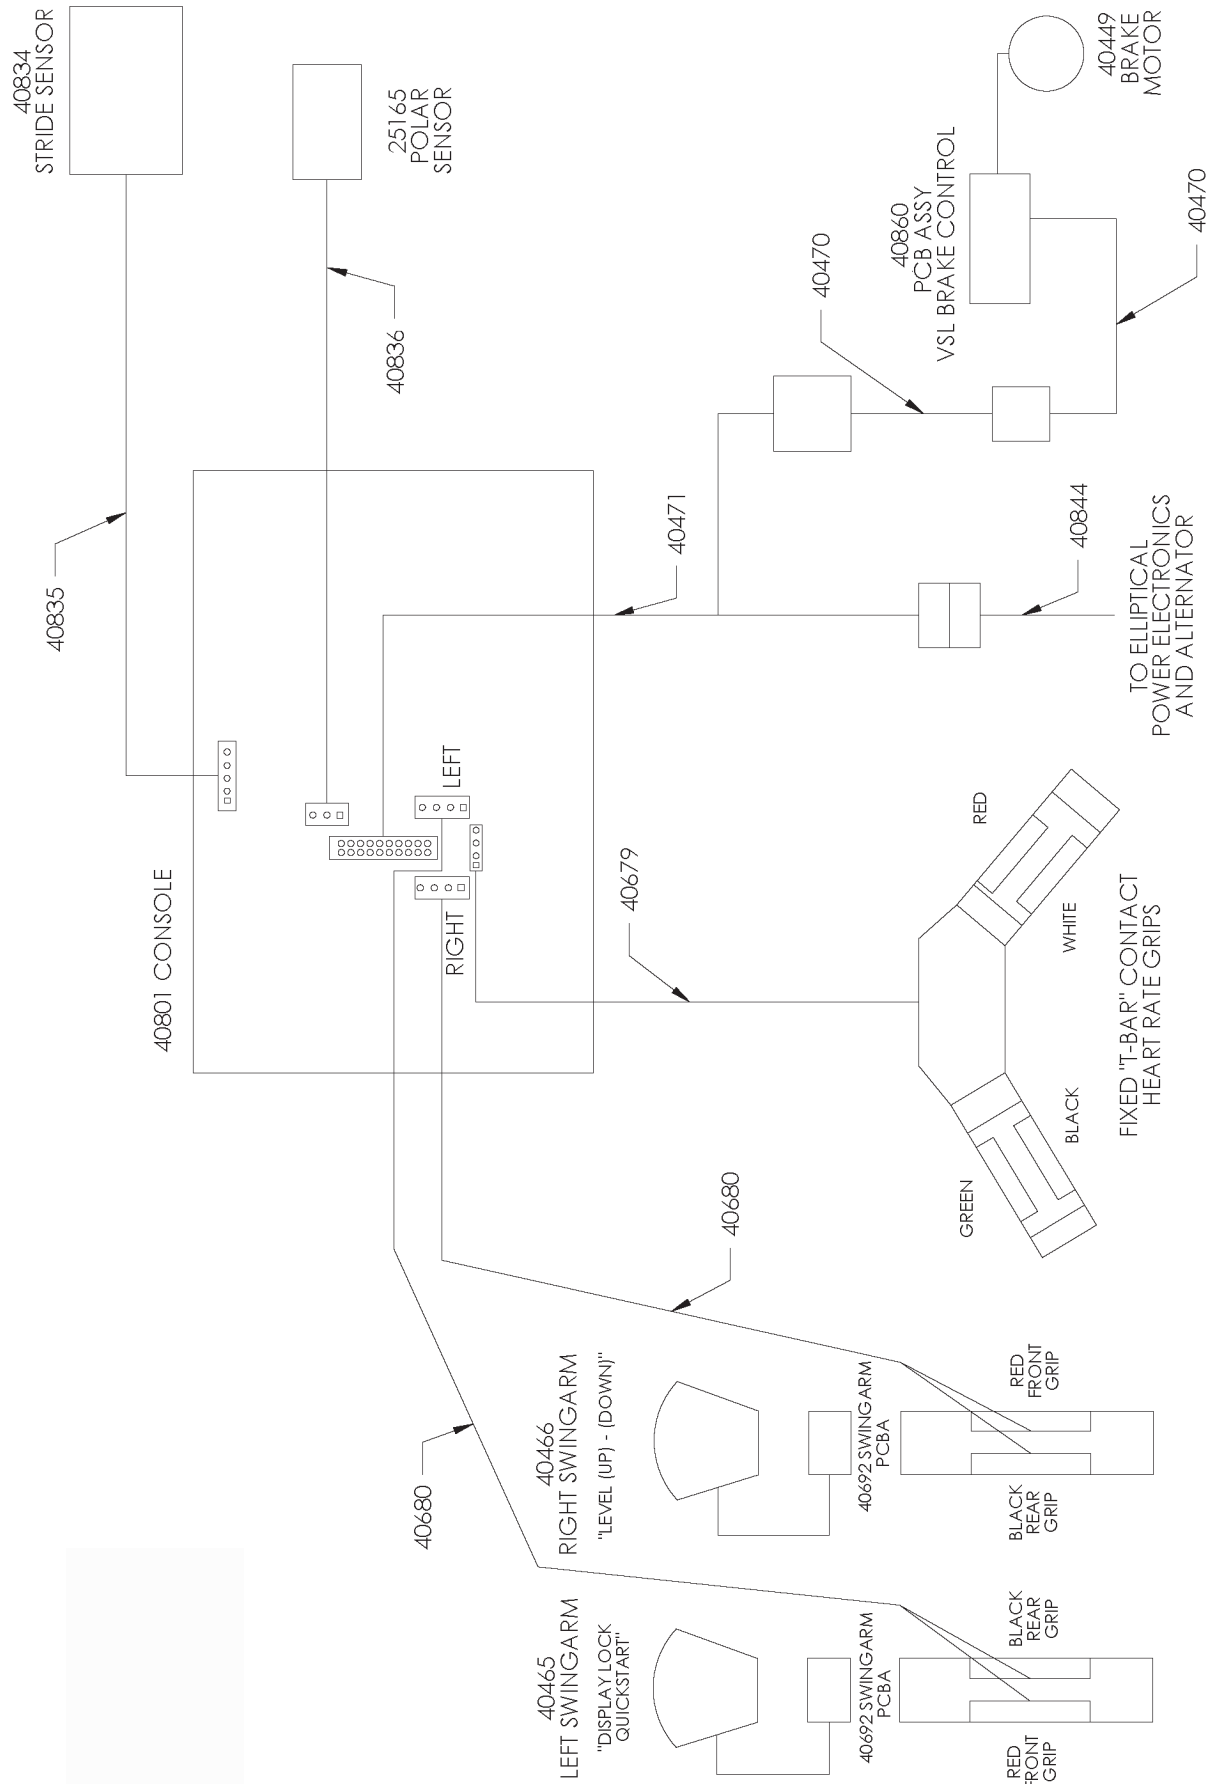 40834
STRIDE SENSOR
25165
POLAR
SENSOR
40449
BRAKE
MOTOR
40835
40836
40860
PCB ASSY
VSL BRAKE CONTROL
40470
40470
40801 CONSOLE
40471
40844
TO ELLIPTICAL
POWER ELECTRONICS
AND ALTERNATOR
LEFT
RIGHT
40679
RED
WHITE
GREEN
BLACK
FIXED "T-BAR" CONTACT
HEART RATE GRIPS
40680
40680
40466
RIGHT SWINGARM
"LEVEL (UP) - (DOWN)"
40692 SWINGARM
PCBA
RED
FRONT
GRIP
BLACK
REAR
GRIP
40465
LEFT SWINGARM
"DISPLAY LOCK
QUICKSTART"
40692 SWINGARM
PCBA
BLACK
REAR
GRIP
RED
FRONT
GRIP